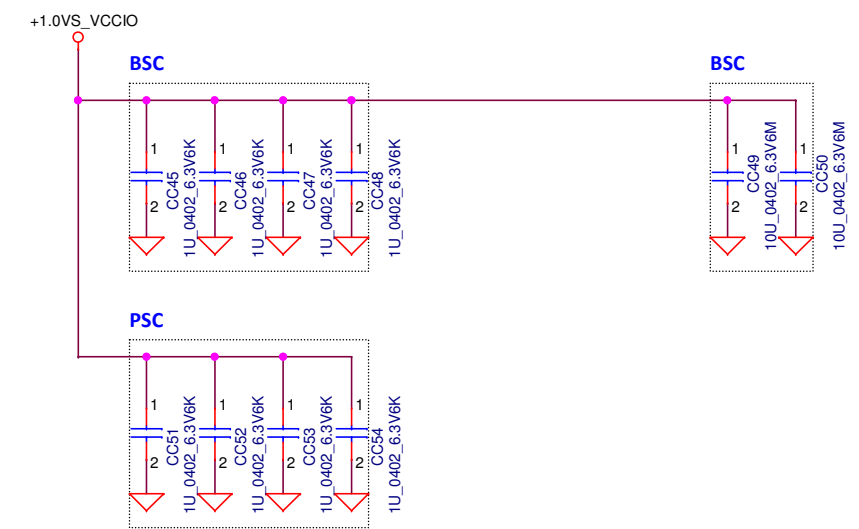 +1.0VS_VCCIO
BSC
BSC
1
2
CC45
1U_0402_6.3V6K
1
2
CC46
1U_0402_6.3V6K
1
2
CC47
1U_0402_6.3V6K
1
2
CC48
1U_0402_6.3V6K
1
2
CC49
10U_0402_6.3V6M
1
2
CC50
10U_0402_6.3V6M
PSC
1
2
CC51
1U_0402_6.3V6K
1
2
CC52
1U_0402_6.3V6K
1
2
CC53
1U_0402_6.3V6K
1
2
CC54
1U_0402_6.3V6K